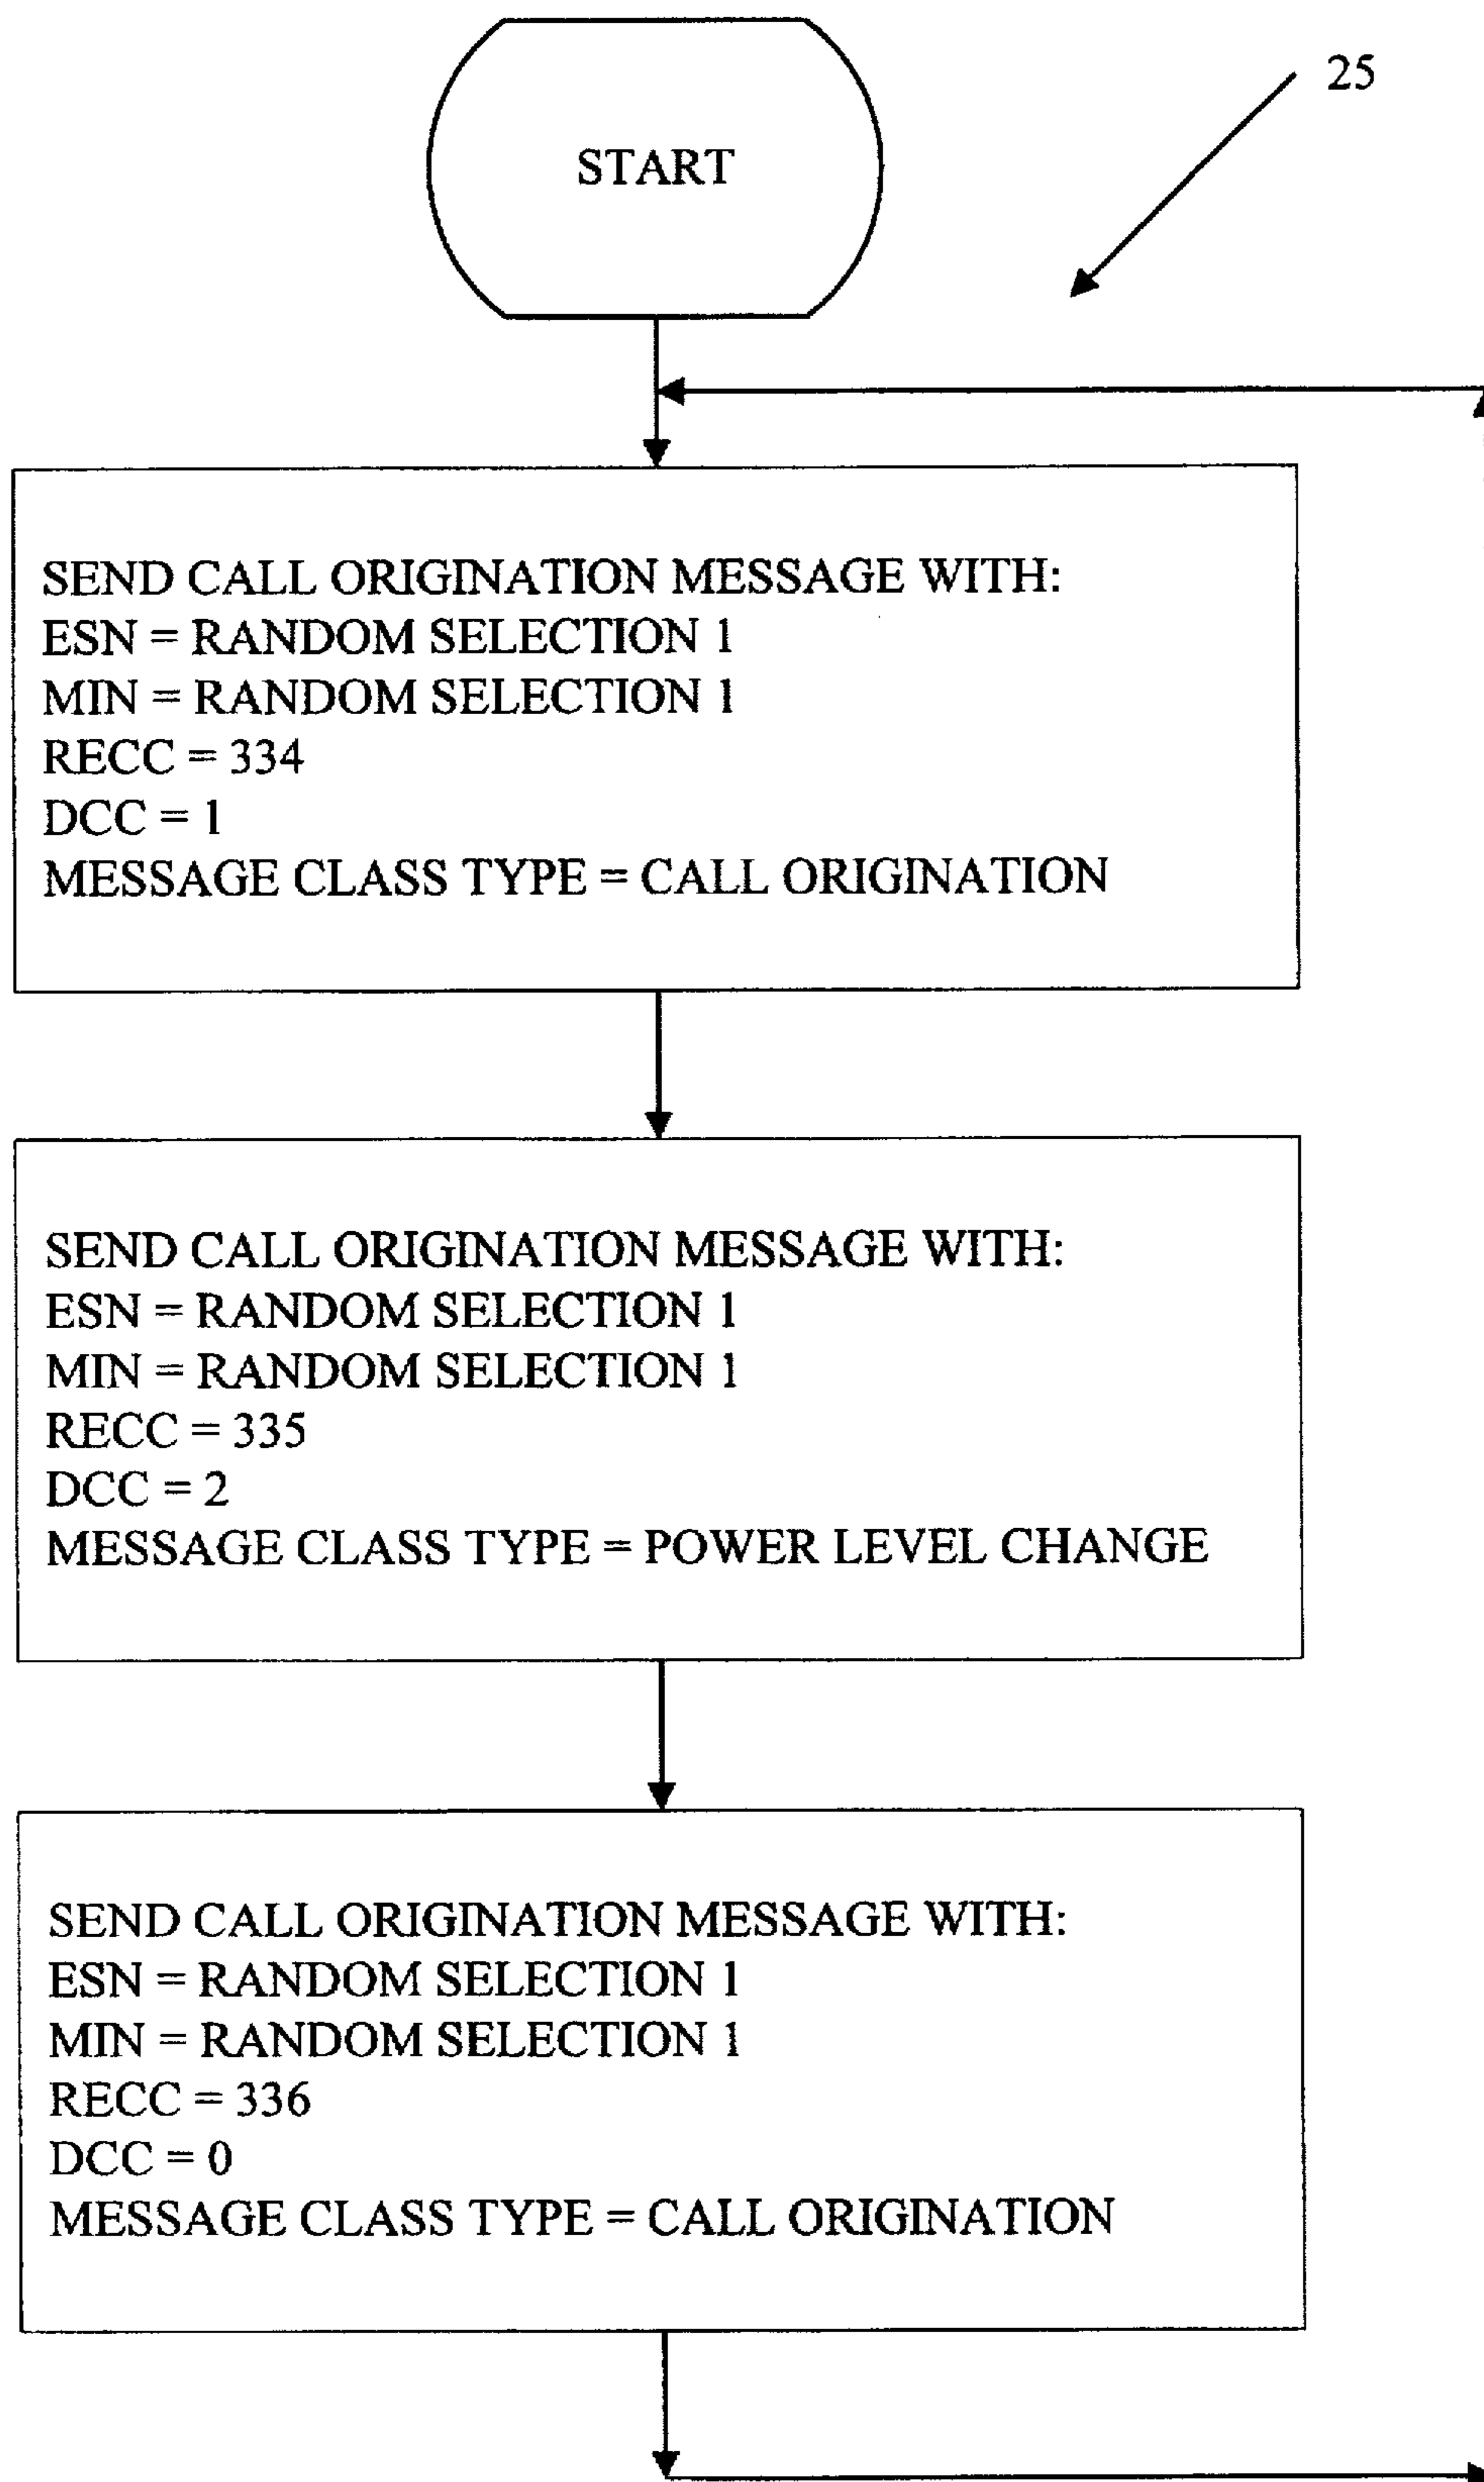 25
START
SEND CALL ORIGINATION MESSAGE WITH:
ESN = RANDOM SELECTION 1
MIN = RANDOM SELECTION 1
RECC = 334
DCC = 1
MESSAGE CLASS TYPE = CALL ORIGINATION
SEND CALL ORIGINATION MESSAGE WITH:
ESN = RANDOM SELECTION 1
MIN = RANDOM SELECTION 1
RECC = 335
DCC = 2
MESSAGE CLASS TYPE = POWER LEVEL CHANGE
SEND CALL ORIGINATION MESSAGE WITH:
ESN = RANDOM SELECTION 1
MIN = RANDOM SELECTION 1
RECC = 336
DCC = 0
MESSAGE CLASS TYPE = CALL ORIGINATION